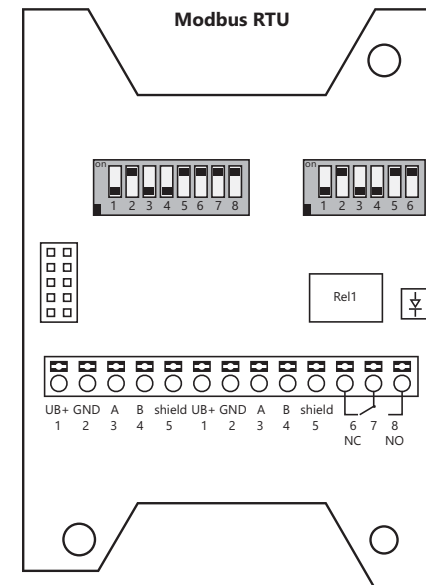 Modbus RTU
on
1 2 3 4 5 6 7 8
on
1 2 3 4 5 6
Rel1
UB+ GND A B shield UB+ GND A B shield
1 2 3 4 5 1 2 3 4 5 6 7 8
NC NO